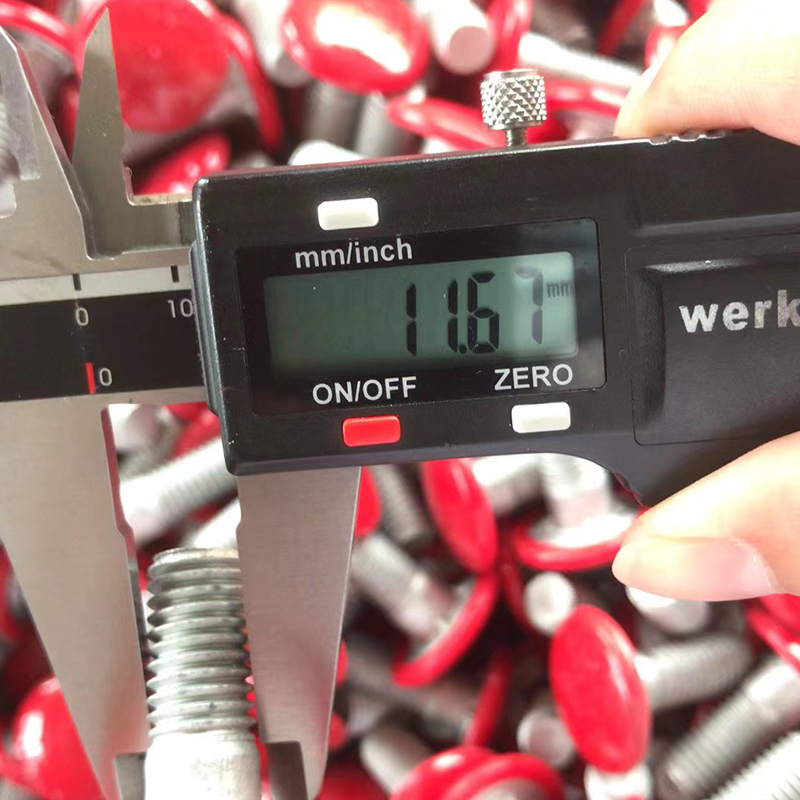 mm/inch
11.67 mm
ON/OFF
ZERO
werk
0
10
0